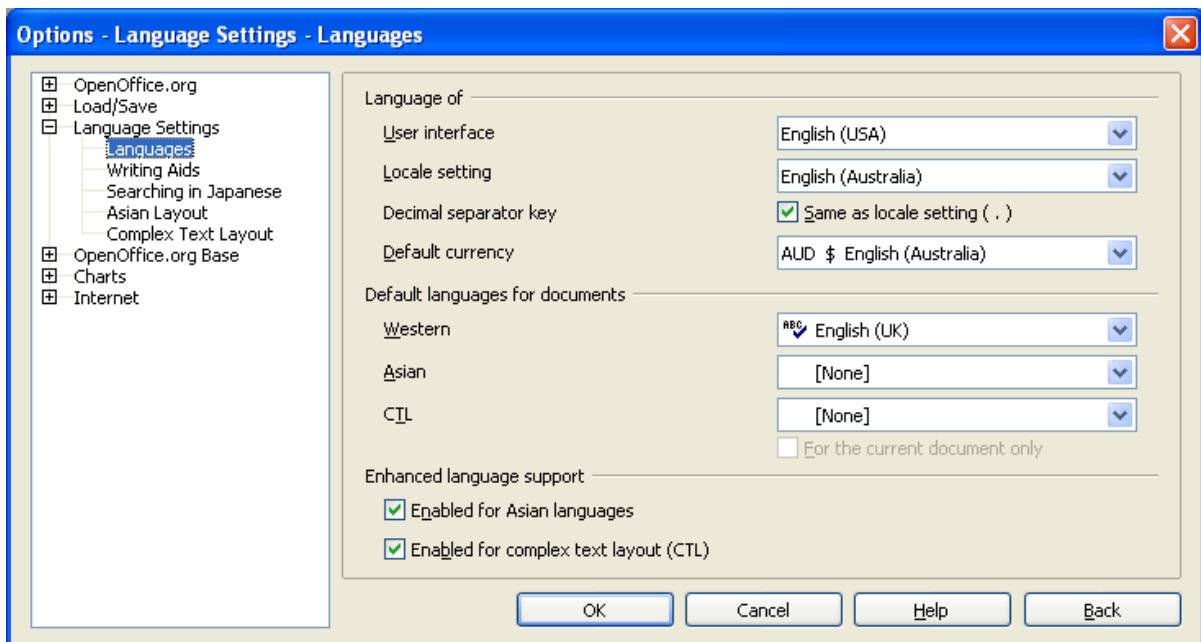 Options - Language Settings - Languages
OpenOffice.org
Load/Save
Language Settings
Languages
Writing Aids
Searching in Japanese
Asian Layout
Complex Text Layout
OpenOffice.org Base
Charts
Internet
Language of
User interface English (USA)
Locale setting English (Australia)
Decimal separator key Same as locale setting ( . )
Default currency AUD $ English (Australia)
Default languages for documents
Western ABC English (UK)
Asian [None]
CTL [None]
For the current document only
Enhanced language support
Enabled for Asian languages
Enabled for complex text layout (CTL)
OK Cancel Help Back